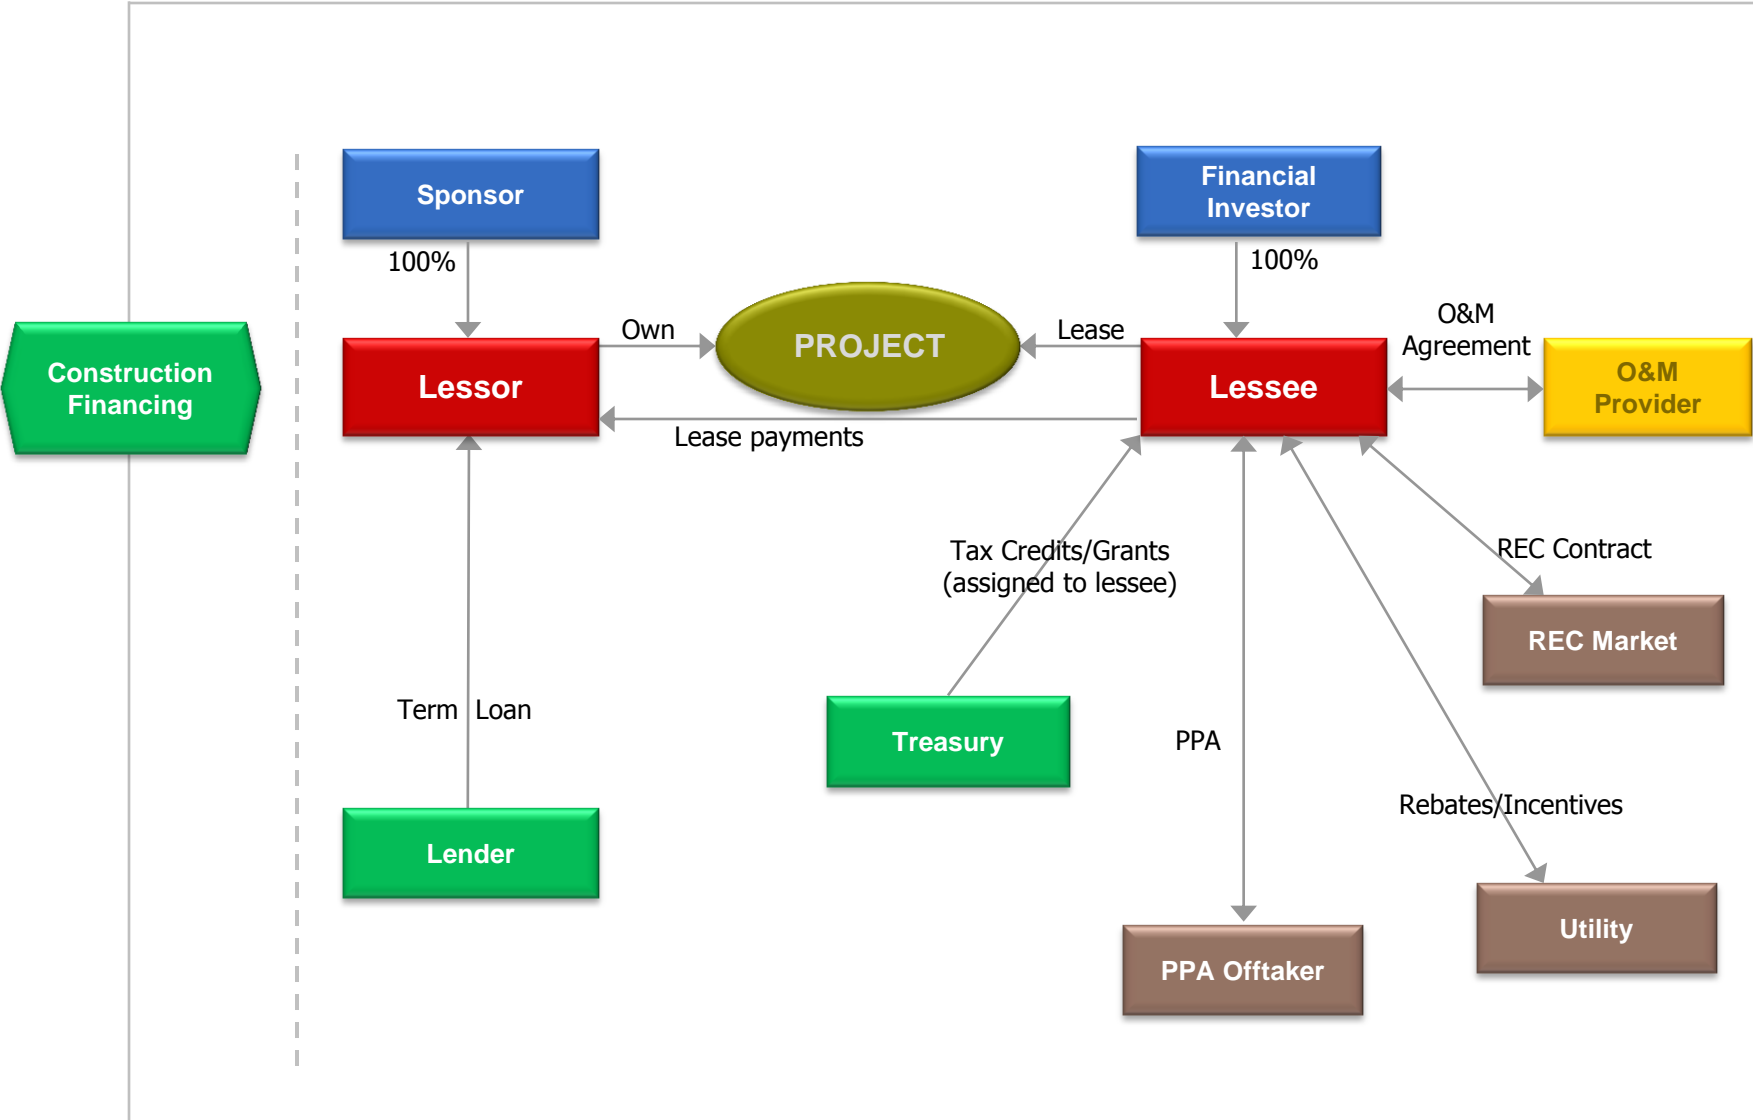 Sponsor
Financial
Investor
100%
100%
Own
PROJECT
Lease
O&M
Agreement
Construction
Financing
Lessor
Lessee
O&M
Provider
Lease payments
Tax Credits/Grants
(assigned to lessee)
REC Contract
REC Market
Term Loan
Treasury
PPA
Rebates/Incentives
Lender
Utility
PPA Offtaker